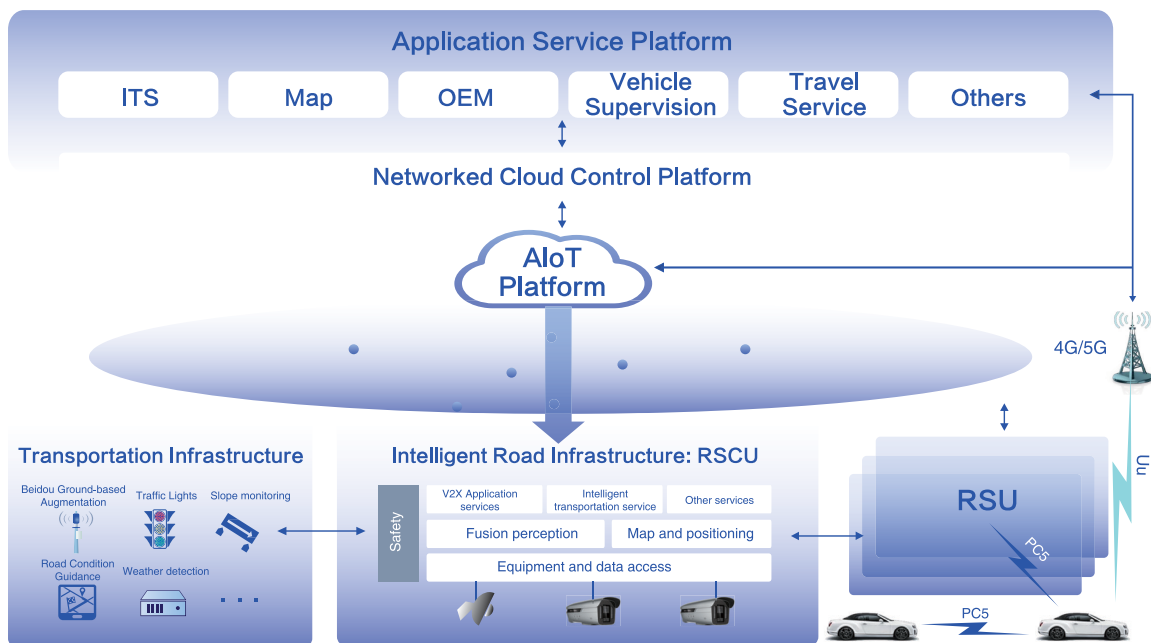 Application Service Platform
ITS
Map
OEM
Vehicle
Supervision
Travel
Service
Others
Networked Cloud Control Platform
AIoT
Platform
4G/5G
Uu
Transportation Infrastructure
Beidou Ground-based
Augmentation
Traffic Lights
Slope monitoring
Road Condition
Guidance
Weather detection
Intelligent Road Infrastructure: RSCU
Safety
V2X Application
services
Intelligent
transportation service
Other services
Fusion perception
Map and positioning
Equipment and data access
RSU
PC5
PC5